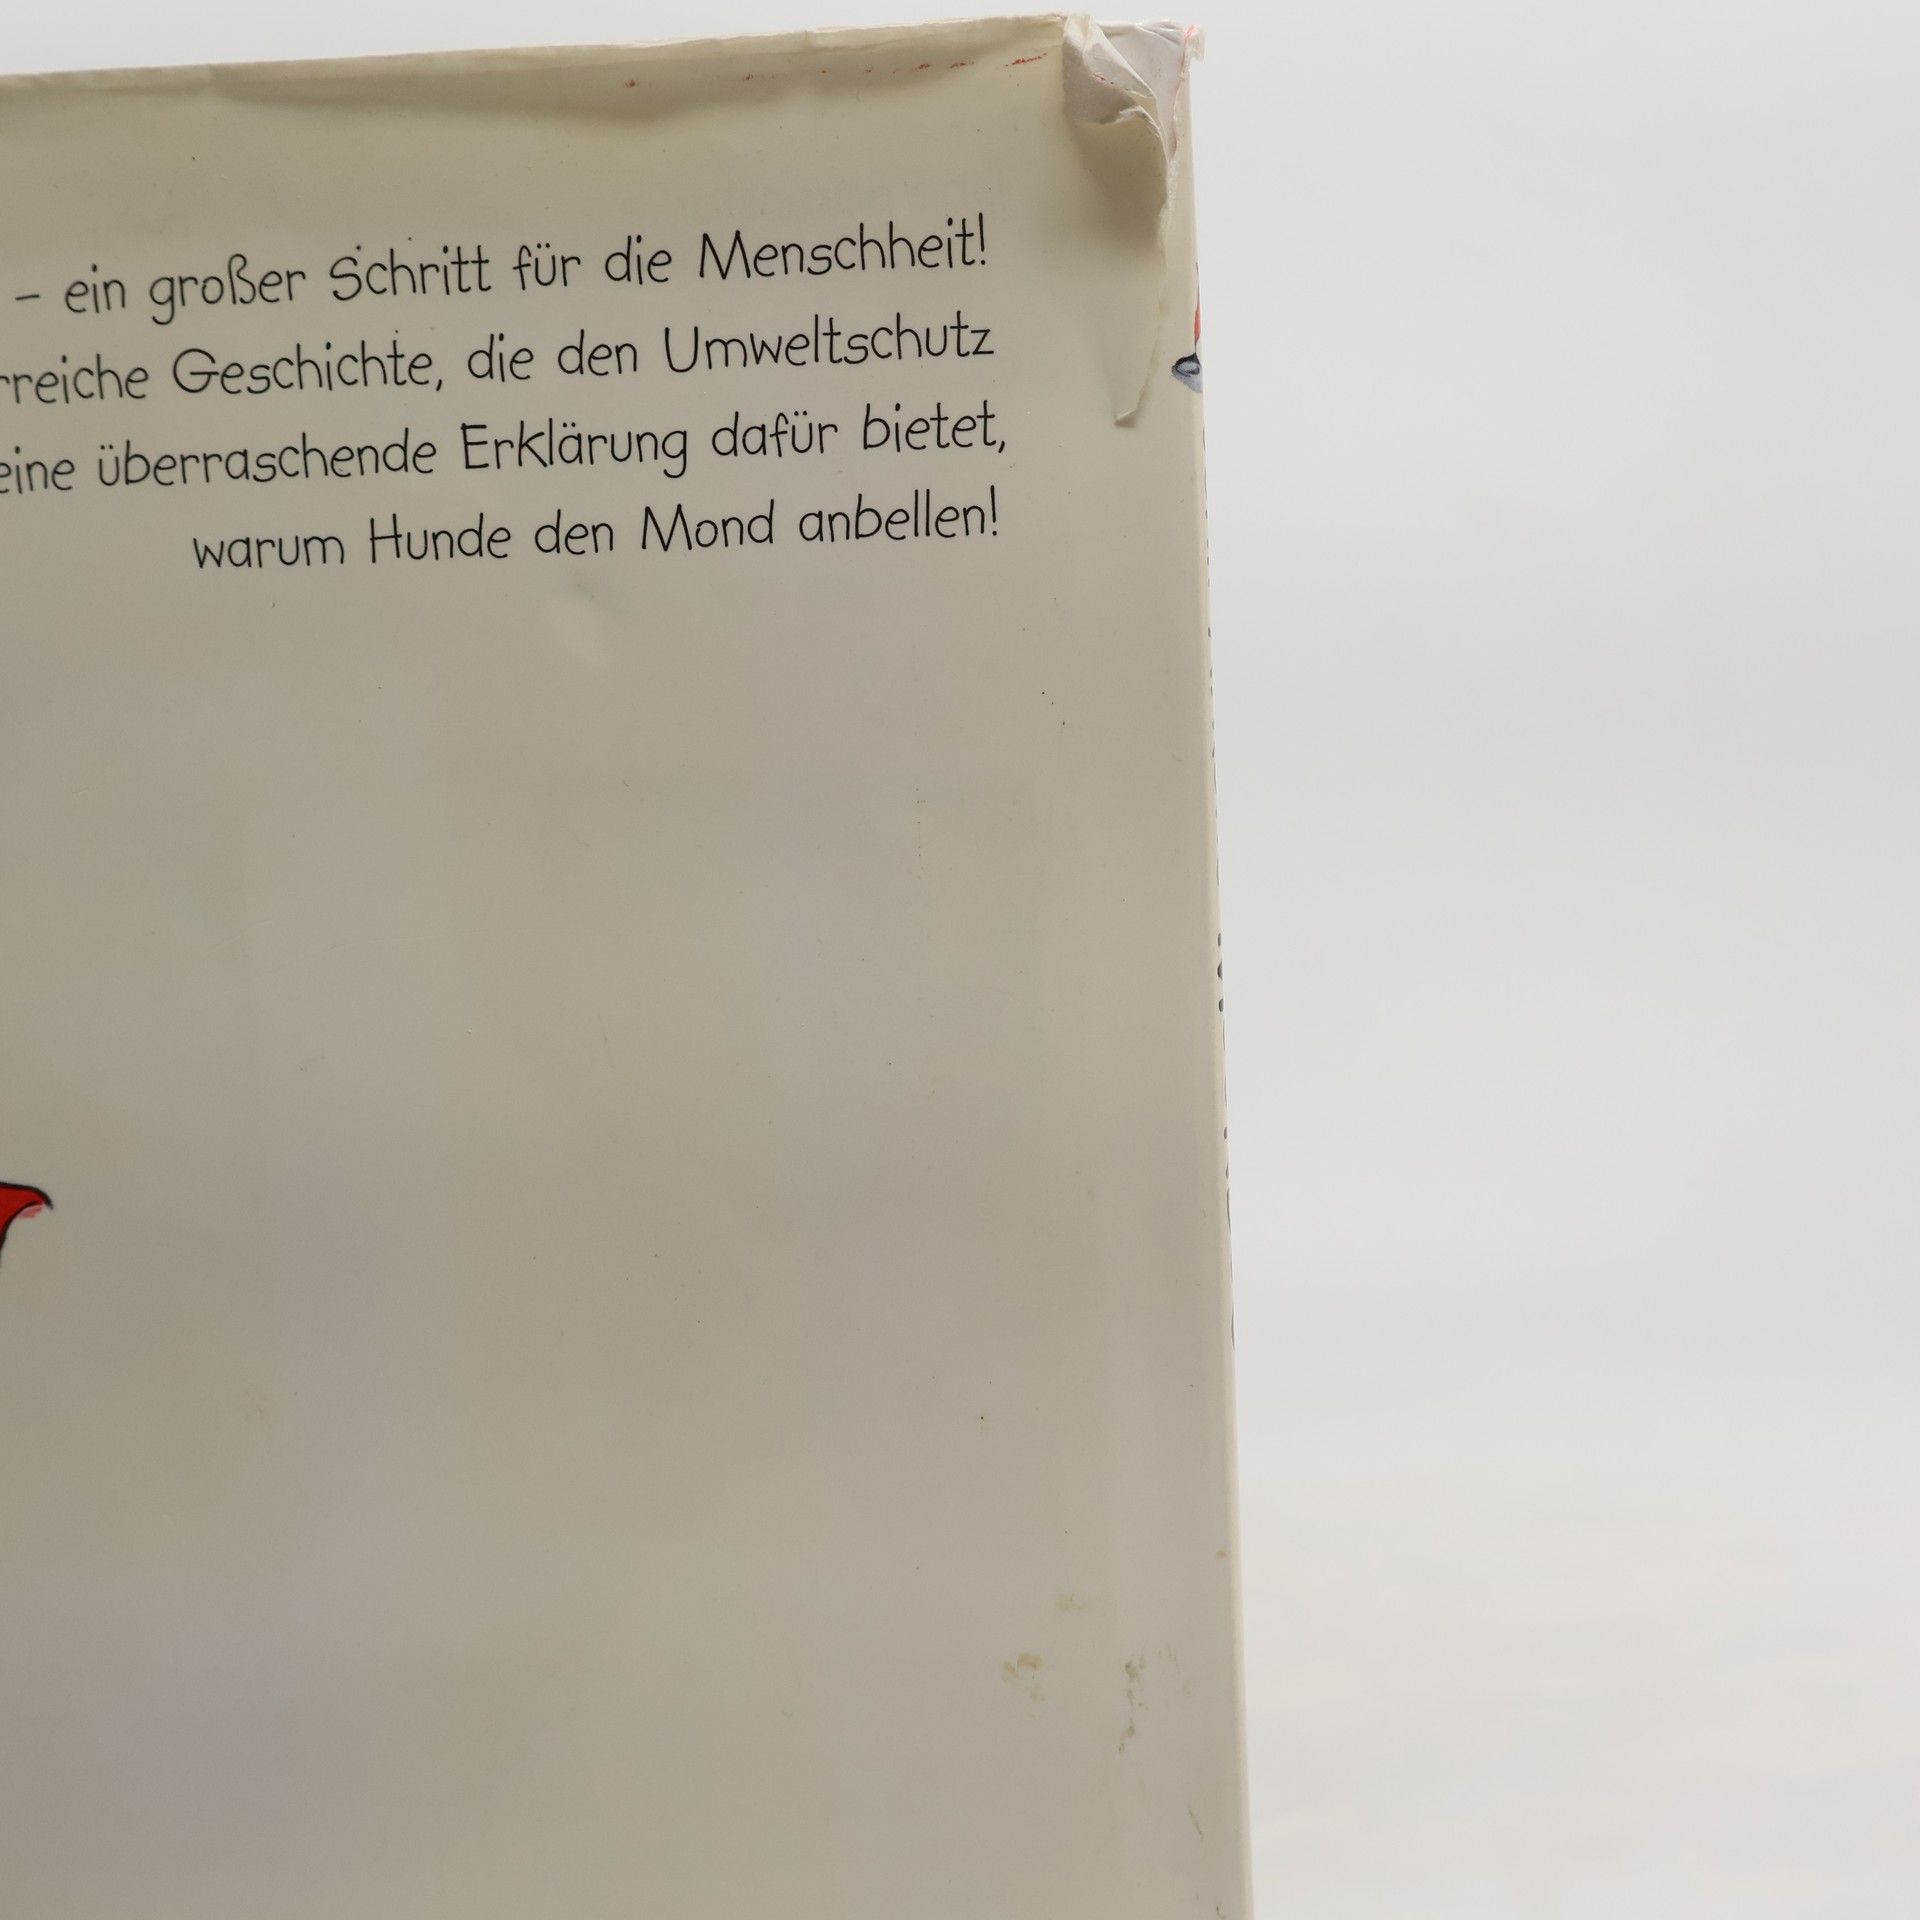 – ein großer Schritt für die Menschheit!
rreiche Geschichte, die den Umweltschutz
eine überraschende Erklärung dafür bietet,
warum Hunde den Mond anbellen!